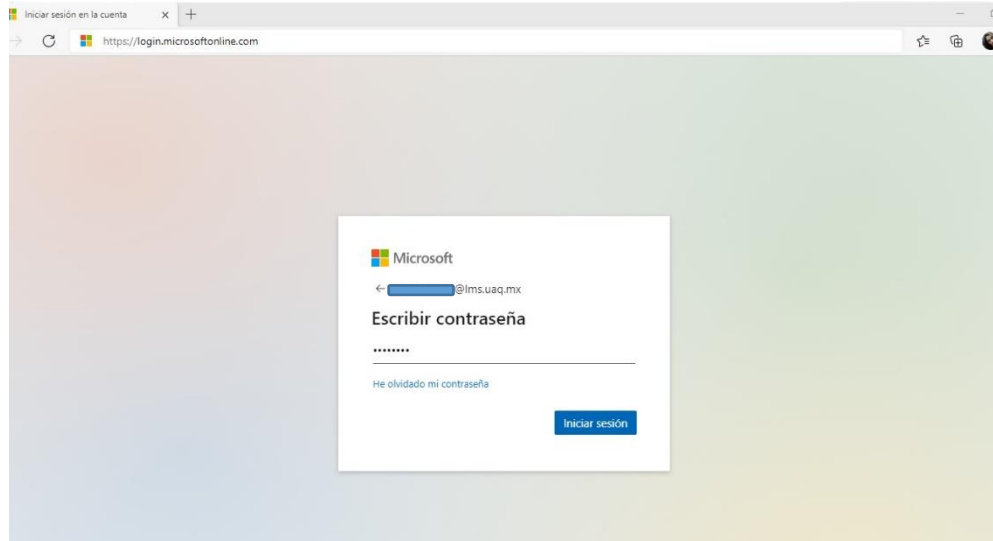 Iniciar sesión en la cuenta
https://login.microsoftonline.com
Microsoft
@lms.uaq.mx
Escribir contraseña
••••••••
He olvidado mi contraseña
Iniciar sesión